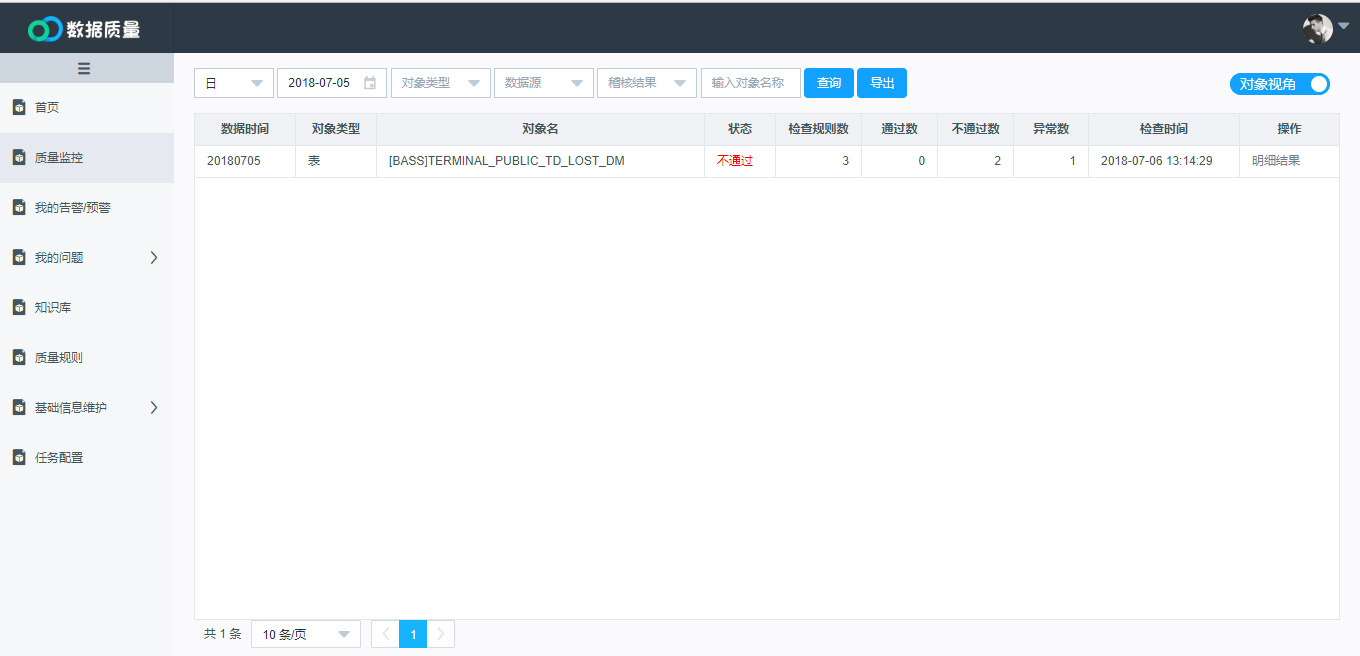 数据质量
☰
首页
质量监控
我的告警/预警
我的问题
知识库
质量规则
基础信息维护
任务配置
日 2018-07-05 对象类型 数据源 稽核结果 输入对象名称 查询 导出 对象视角
数据时间 对象类型 对象名 状态 检查规则数 通过数 不通过数 异常数 检查时间 操作
20180705 表 [BASS]TERMINAL_PUBLIC_TD_LOST_DM 不通过 3 0 2 1 2018-07-06 13:14:29 明细结果
共 1 条 10 条/页 1